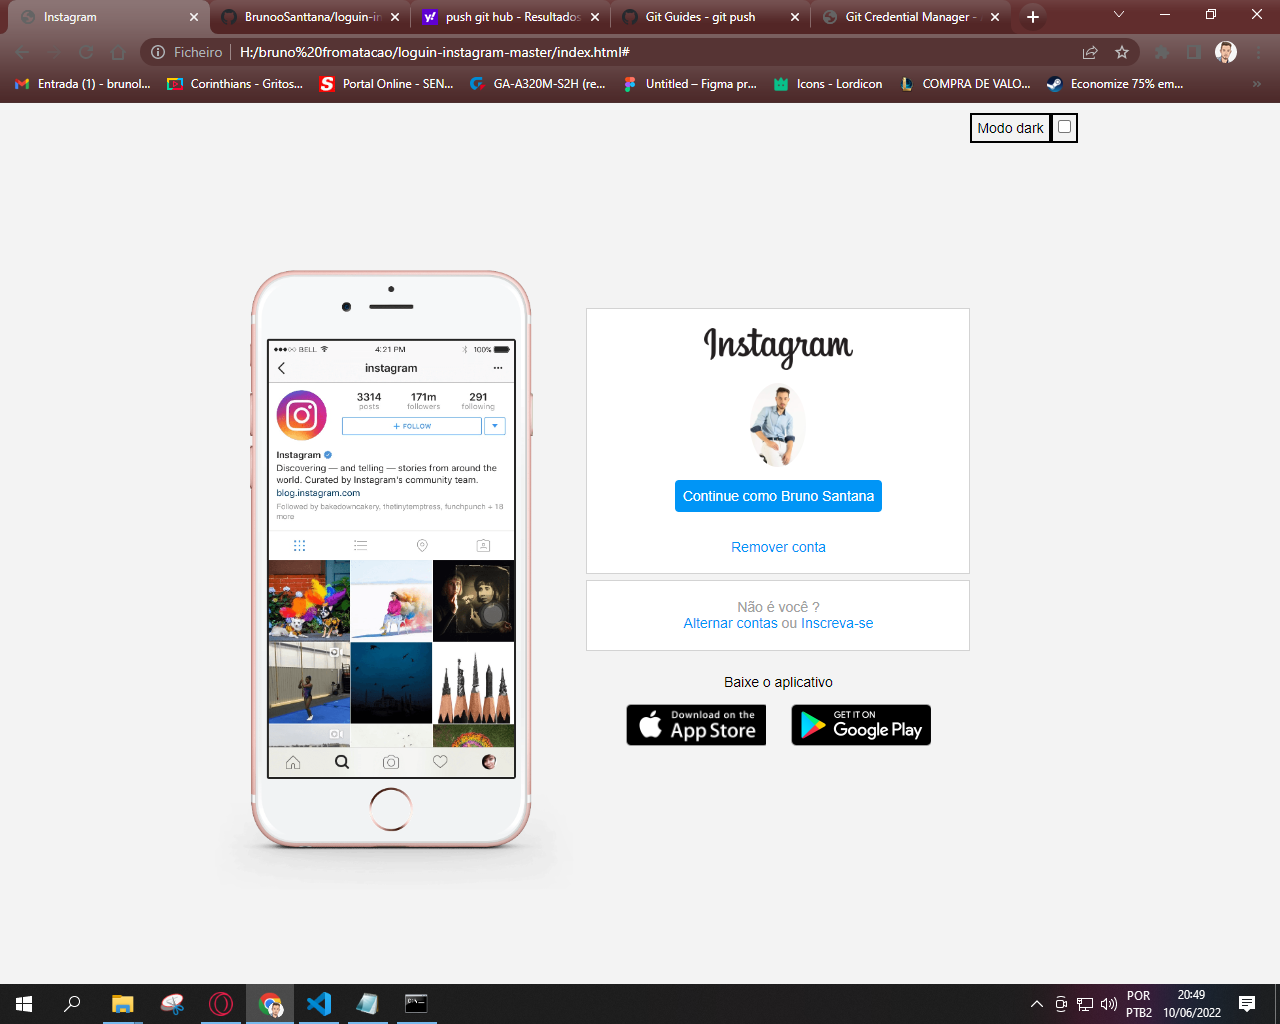 Instagram
BrunooSanttana/loguin-in
push git hub - Resultados
Git Guides - git push
Git Credential Manager -
Ficheiro
H:/bruno%20fromatacao/loguin-instagram-master/index.html#
Entrada (1) - brunol...
Corinthians - Gritos...
Portal Online - SEN...
GA-A320M-S2H (re...
Untitled – Figma pr...
Icons - Lordicon
COMPRA DE VALO...
Economize 75% em...
»
Modo dark
BELL
4:21 PM
100%
instagram
3314
171m
291
posts
followers
following
+ FOLLOW
Instagram
Discovering — and telling — stories from around the
world. Curated by Instagram's community team.
blog.instagram.com
Followed by bakedowncakery, thetinytemptress, funchpunch + 18
more
Instagram
Continue como Bruno Santana
Remover conta
Não é você ?
Alternar contas ou Inscreva-se
Baixe o aplicativo
Download on the
App Store
GET IT ON
Google Play
POR
PTB2
20:49
10/06/2022